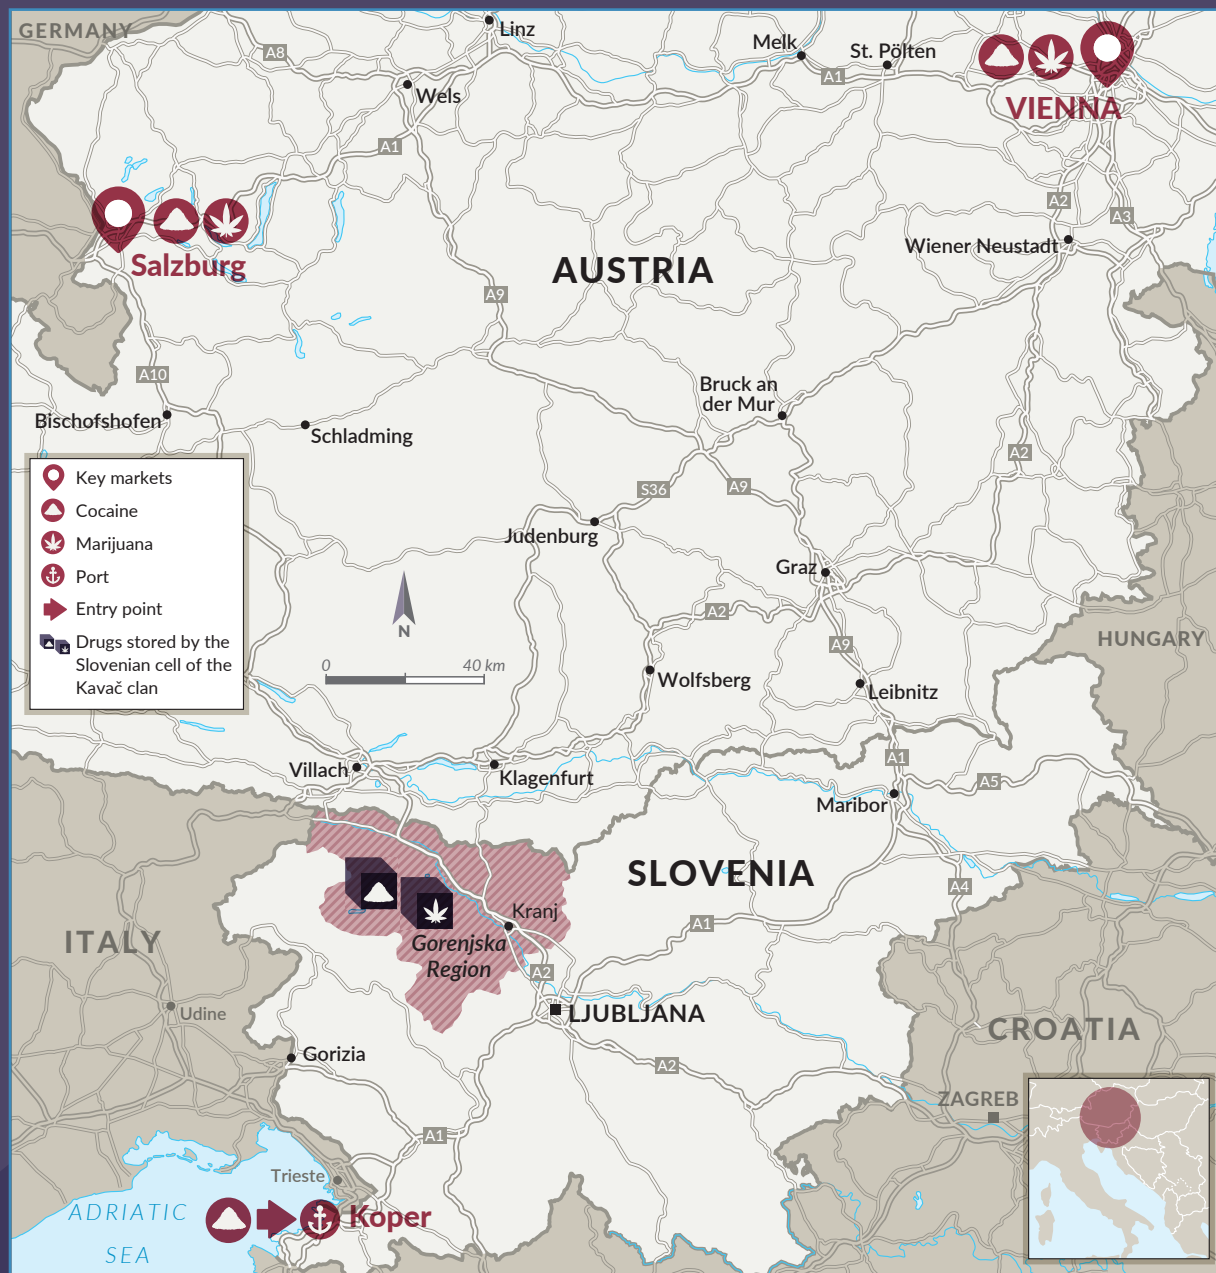 GERMANY
Linz
A8
Melk
St. Pölten
A1
Wels
VIENNA
A1
A2
A3
Salzburg
Wiener Neustadt
AUSTRIA
A9
A10
Bruck an
der Mur
Bischofshofen
Schladming
A2
Key markets
Cocaine
Marijuana
Port
Entry point
Drugs stored by the
Slovenian cell of the
Kavač clan
S36
A9
Judenburg
Graz
N
A2
A9
HUNGARY
0
40 km
Wolfsberg
Leibnitz
Villach
Klagenfurt
A1
A5
Maribor
SLOVENIA
A4
Kranj
A1
ITALY
Gorenjska
Region
A2
Udine
LJUBLJANA
CROATIA
Gorizia
A2
ZAGREB
A1
Trieste
ADRIATIC
SEA
Koper